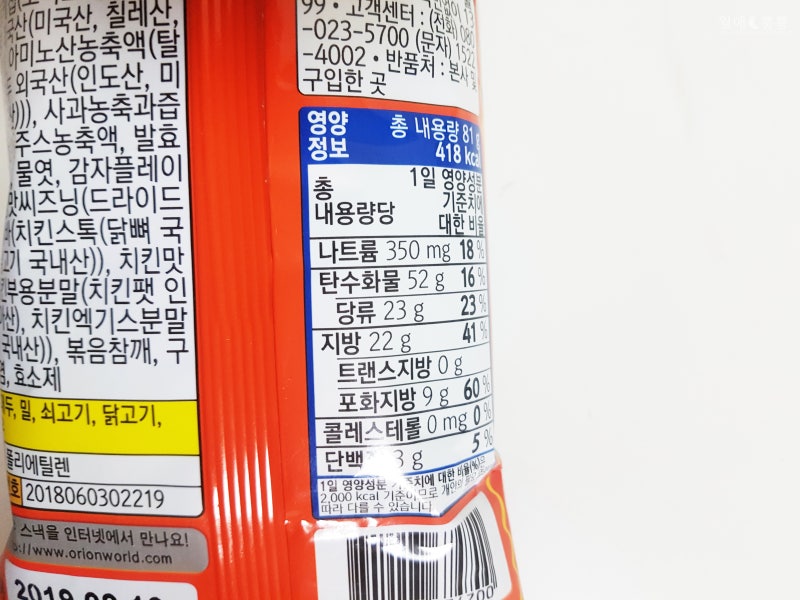 국산(미국산, 칠레산,
아미노산농축액(탈
외국산(인도산, 미
))), 사과농축과즙
주스농축액, 발효
물엿, 감자플레이
맛씨즈닝(드라이드
(치킨스톡(닭뼈 국
고기 국내산)), 치킨맛
부용분말(치킨팻 인
산), 치킨엑기스분말
국내산)), 볶음참깨, 구
염, 효소제
대두, 밀, 쇠고기, 닭고기,
폴리에틸렌
2018060302219
스낵을 인터넷에서 만나요!
://www.orionworld.com
99 • 고객센터 : (전화) 080
-023-5700 (문자) 1522
-4002 • 반품처 : 본사 및
구입한 곳
영양
정보
총 내용량 81 g
418 kcal
총
내용량당
1일 영양성분
기준치에
대한 비율
나트륨 350 mg 18 %
탄수화물 52 g 16 %
당류 23 g 23 %
지방 22 g 41 %
트랜스지방 0 g
포화지방 9 g 60 %
콜레스테롤 0 mg 0 %
단백 3 g 5 %
1일 영양성분 기준치에 대한 비율(%)은
2,000 kcal 기준이므로 개인의
따라 다를 수 있습니다